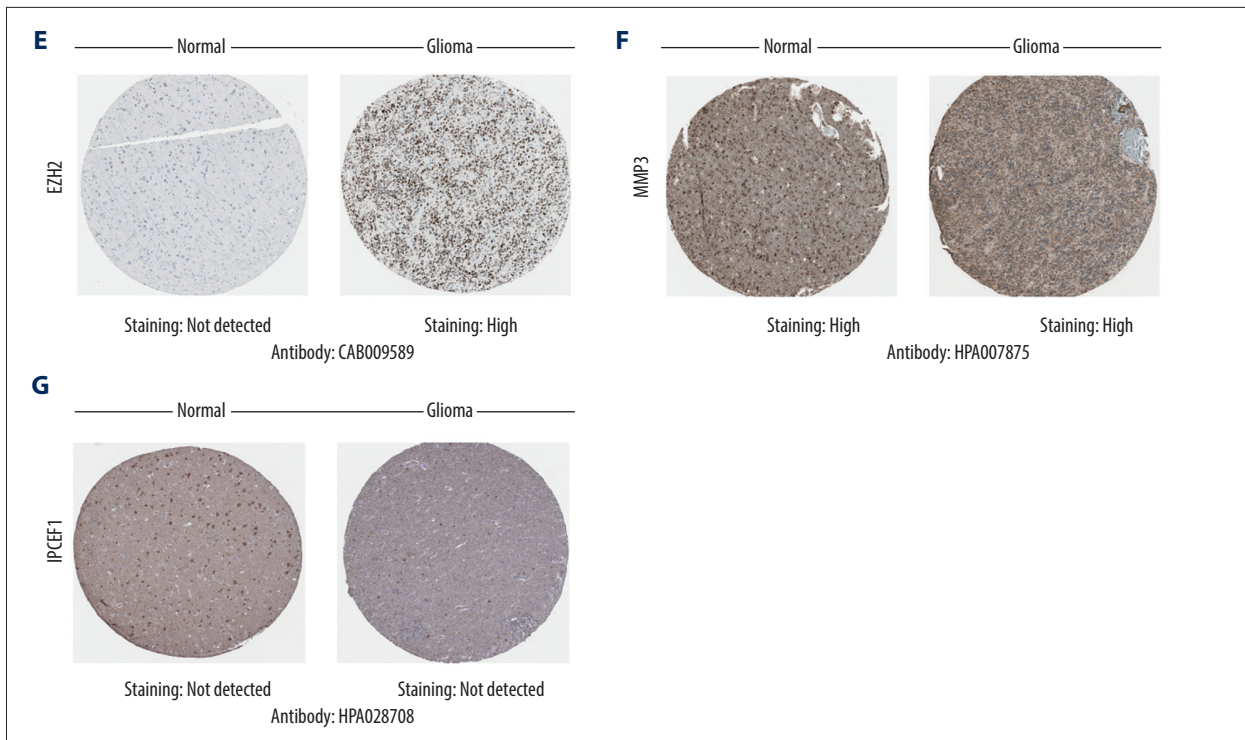 E
Normal
Glioma
EZH2
Staining: Not detected
Staining: High
Antibody: CAB009589
F
Normal
Glioma
MMP3
Staining: High
Staining: High
Antibody: HPA007875
G
Normal
Glioma
IPCEF1
Staining: Not detected
Staining: Not detected
Antibody: HPA028708